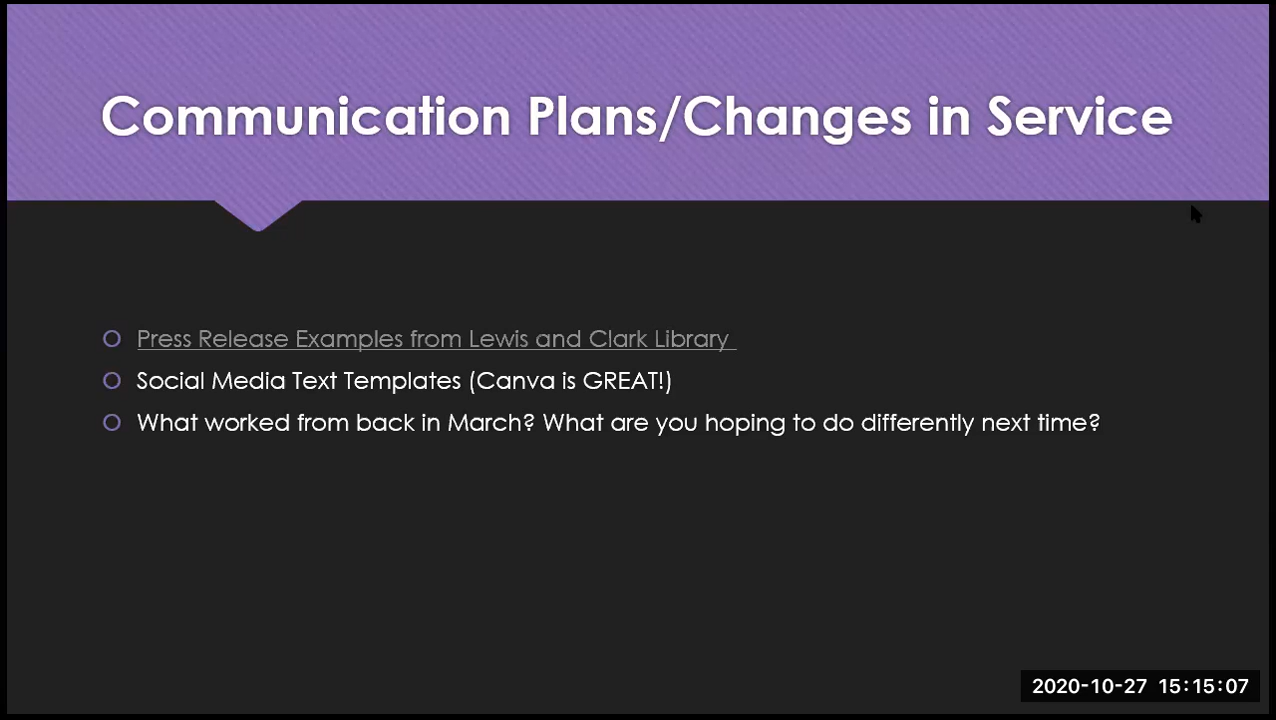 Communication Plans/Changes in Service
Press Release Examples from Lewis and Clark Library
Social Media Text Templates (Canva is GREAT!)
What worked from back in March? What are you hoping to do differently next time?
2020-10-27 15:15:07